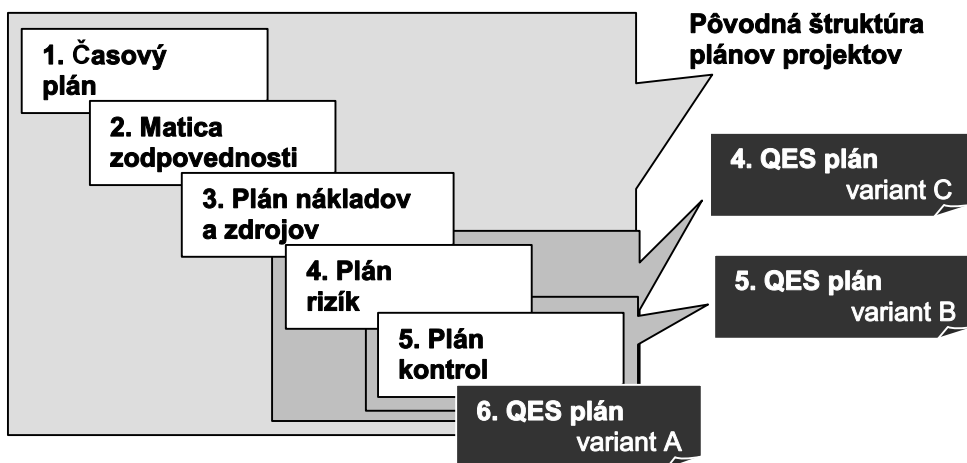 Pôvodná štruktúra
plánov projektov
1. Časový
plán
2. Matica
zodpovednosti
3. Plán nákladov
a zdrojov
4. Plán
rizík
5. Plán
kontrol
6. QES plán
variant A
4. QES plán
variant C
5. QES plán
variant B